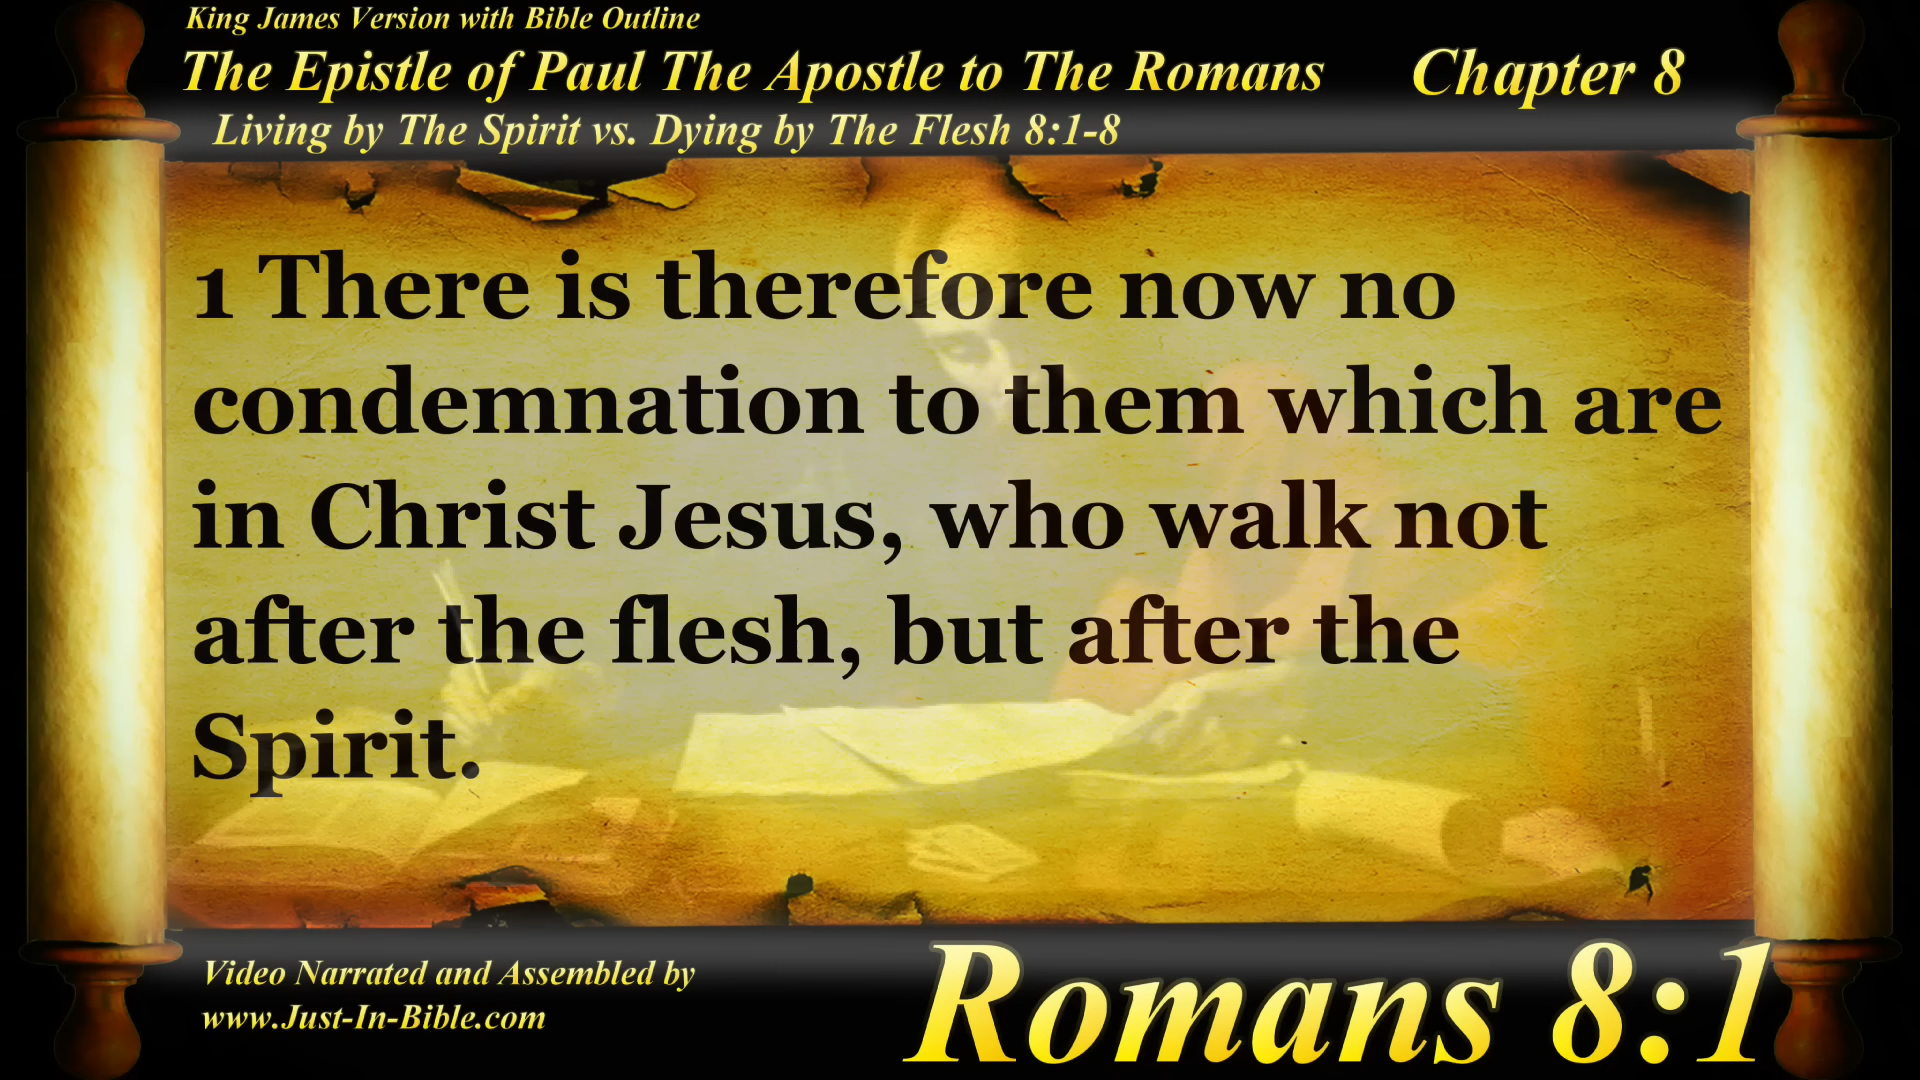 King James Version with Bible Outline
The Epistle of Paul The Apostle to The Romans Chapter 8
Living by The Spirit vs. Dying by The Flesh 8:1-8
1 There is therefore now no
condemnation to them which are
in Christ Jesus, who walk not
after the flesh, but after the
Spirit.
Video Narrated and Assembled by
www.Just-In-Bible.com
Romans 8:1